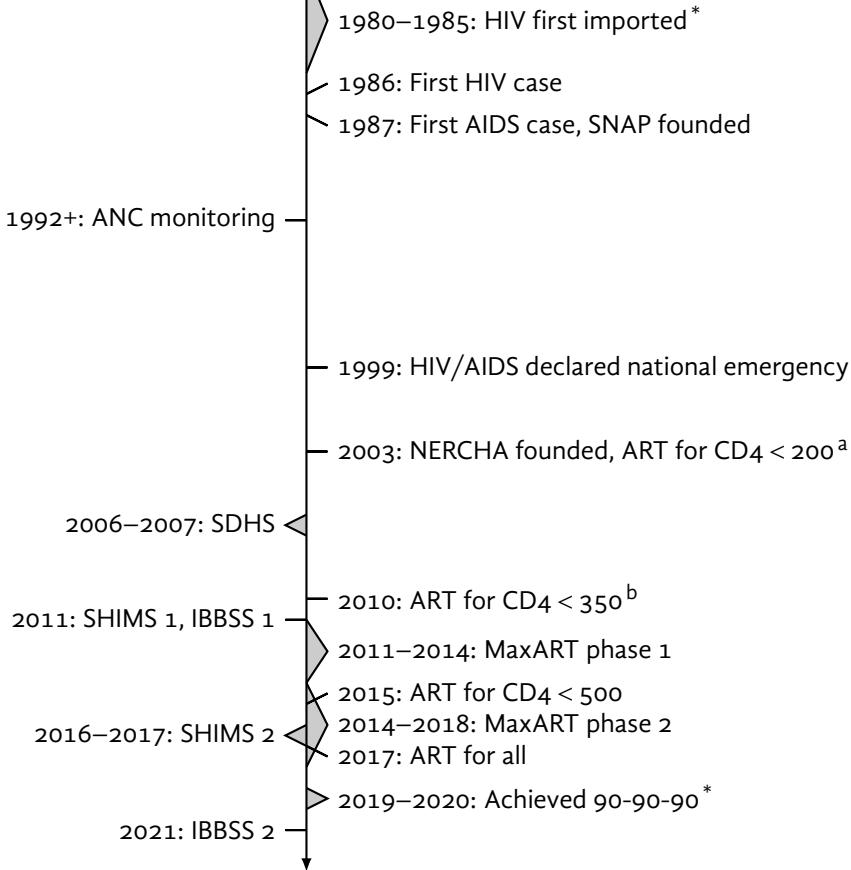 1980–1985: HIV first imported*
1986: First HIV case
1987: First AIDS case, SNAP founded
1992+: ANC monitoring
1999: HIV/AIDS declared national emergency
2003: NERCHA founded, ART for CD4 < 200ᵃ
2006–2007: SDHS
2010: ART for CD4 < 350ᵇ
2011: SHIMS 1, IBBSS 1
2011–2014: MaxART phase 1
2015: ART for CD4 < 500
2014–2018: MaxART phase 2
2016–2017: SHIMS 2
2017: ART for all
2019–2020: Achieved 90-90-90*
2021: IBBSS 2